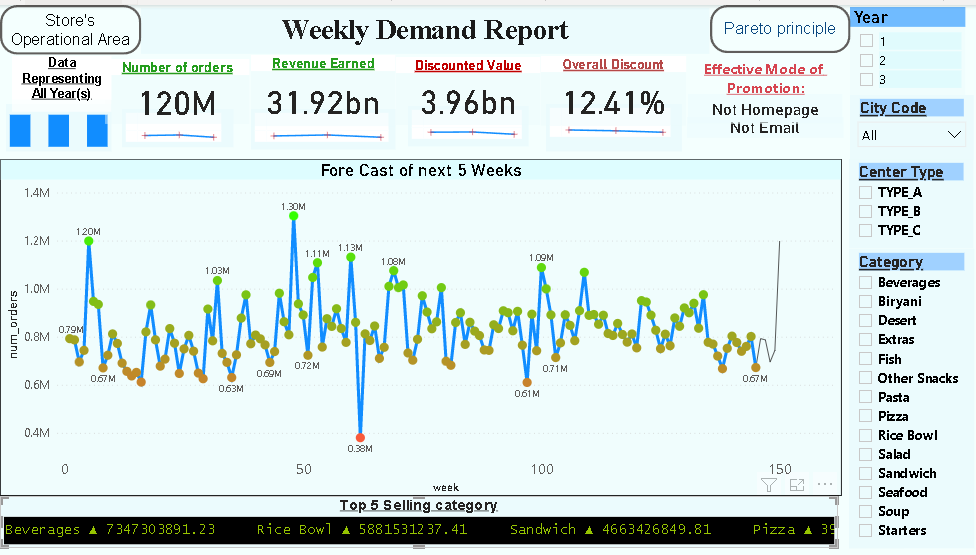 Store's
Operational Area
Weekly Demand Report
Pareto principle
Data
Representing
All Year(s)
Number of orders
120M
Revenue Earned
31.92bn
Discounted Value
3.96bn
Overall Discount
12.41%
Effective Mode of
Promotion:
Not Homepage
Not Email
Fore Cast of next 5 Weeks
num_orders
1.4M
1.2M
1.0M
0.8M
0.6M
0.4M
0.79M
1.20M
0.67M
1.03M
0.63M
0.69M
1.30M
0.72M
1.11M
1.13M
0.38M
1.08M
0.61M
1.09M
0.71M
0.67M
0
50
100
150
week
Top 5 Selling category
Beverages ▲ 7347303891.23 Rice Bowl ▲ 5881531237.41 Sandwich ▲ 4663426849.81 Pizza ▲
Year
1
2
3
City Code
All
Center Type
TYPE_A
TYPE_B
TYPE_C
Category
Beverages
Biryani
Desert
Extras
Fish
Other Snacks
Pasta
Pizza
Rice Bowl
Salad
Sandwich
Seafood
Soup
Starters